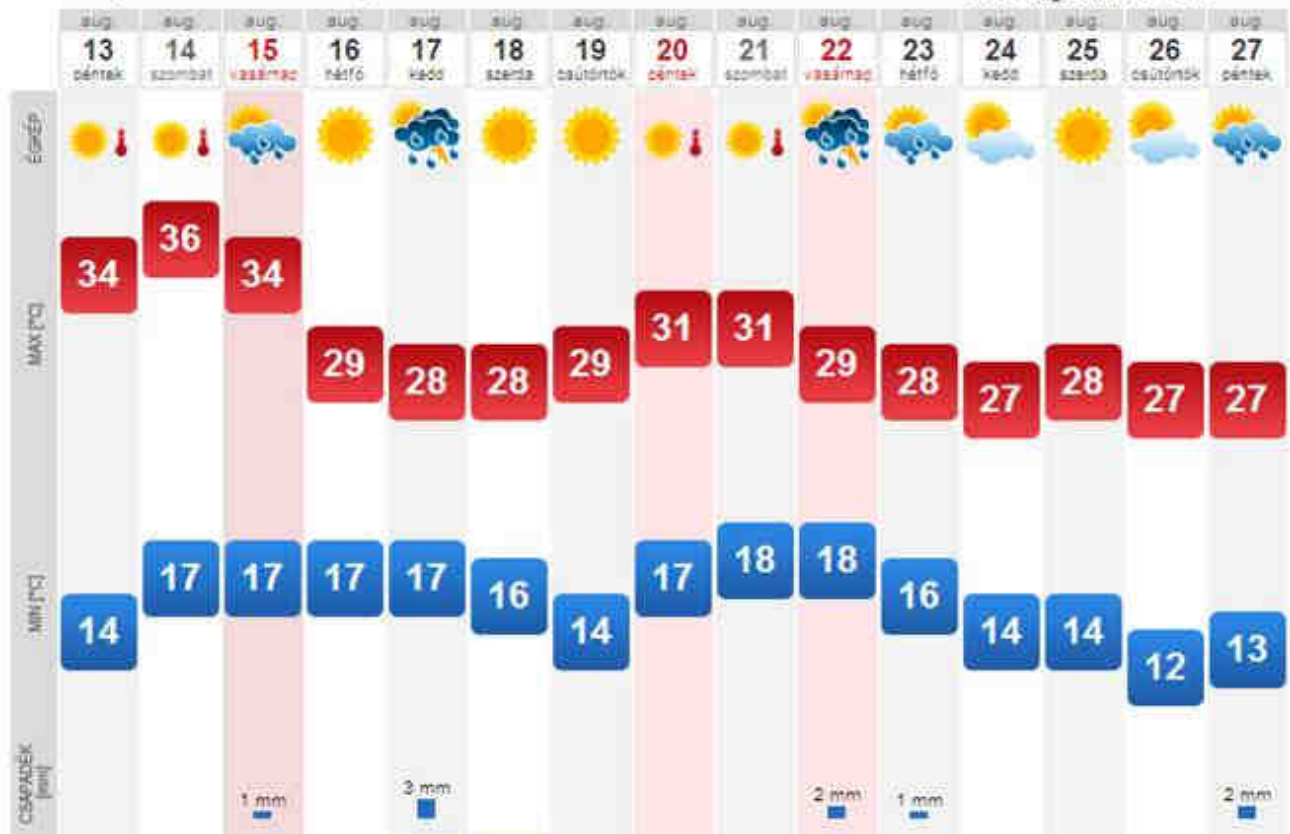 aug. aug. aug. aug. aug. aug. aug. aug. aug. aug. aug. aug. aug. aug. aug.
13 14 15 16 17 18 19 20 21 22 23 24 25 26 27
péntek szombat vasárnap hétfő kedd szerda csütörtök péntek szombat vasárnap hétfő kedd szerda csütörtök péntek
ÉGKÉP
MAX [°C]
34 36 34 29 28 28 29 31 31 29 28 27 28 27 27
MIN [°C]
14 17 17 17 17 16 14 17 18 18 16 14 14 12 13
CSAPADÉK
[mm]
1 mm 3 mm 2 mm 1 mm 2 mm